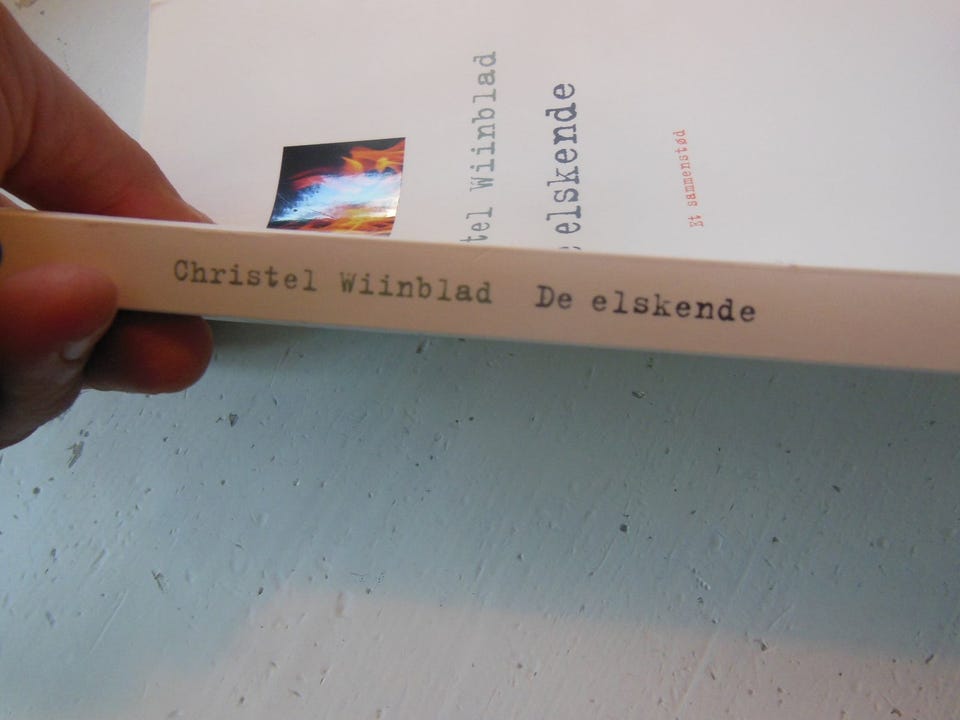 Christel Wiinblad De elskende
tel Wiinblad
elskende
Et sammenstød